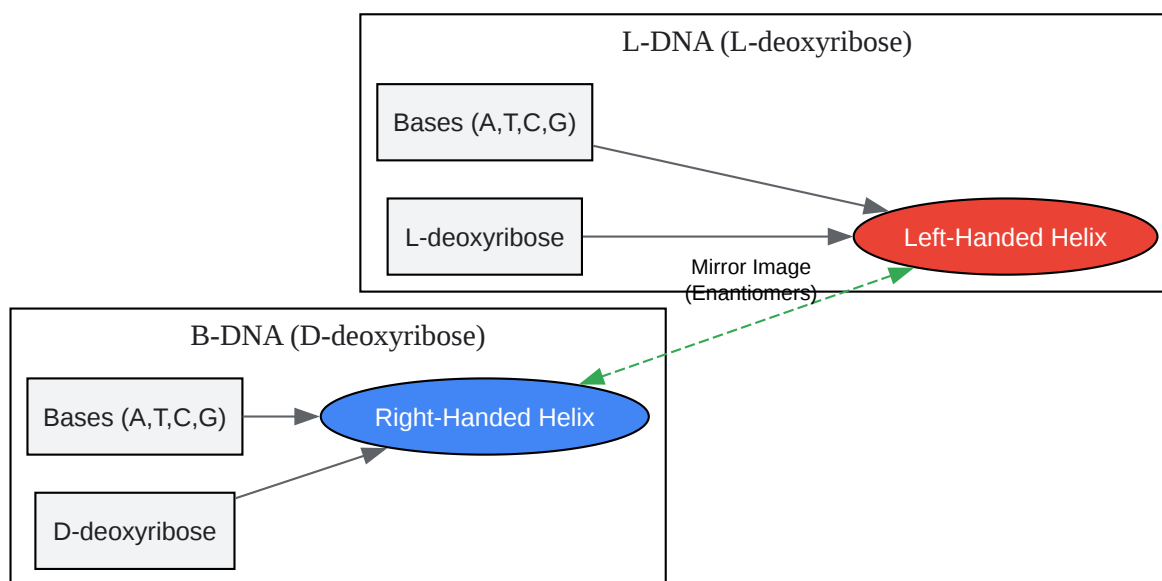 L-DNA (L-deoxyribose)
Bases (A,T,C,G)
L-deoxyribose
Left-Handed Helix
Mirror Image
(Enantiomers)
B-DNA (D-deoxyribose)
Bases (A,T,C,G)
Right-Handed Helix
D-deoxyribose